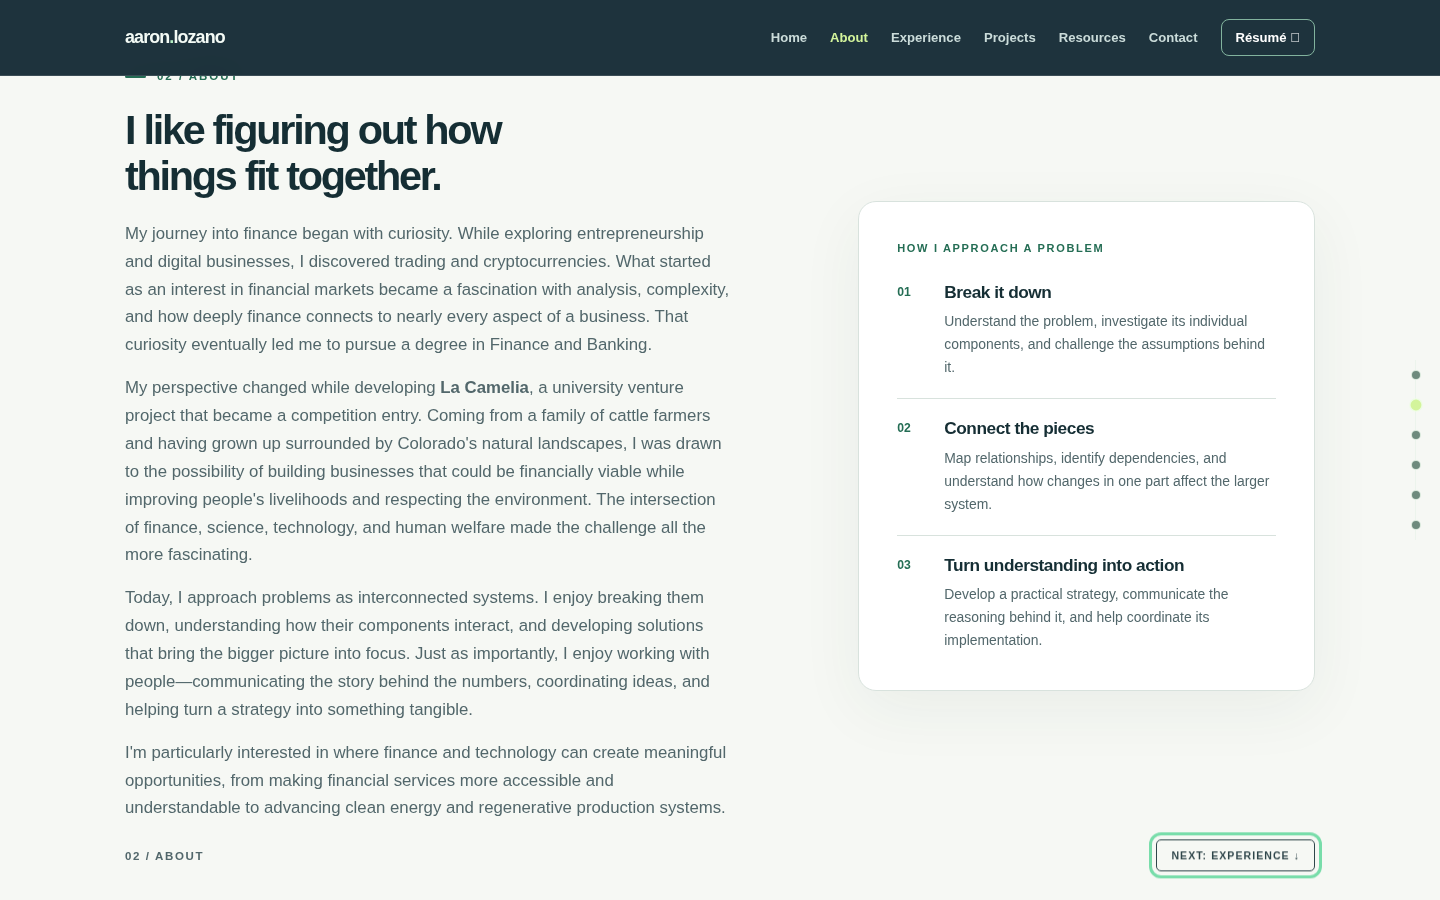 aaron.lozano
Home About Experience Projects Resources Contact Résumé
02 / ABOUT
I like figuring out how
things fit together.
My journey into finance began with curiosity. While exploring entrepreneurship
and digital businesses, I discovered trading and cryptocurrencies. What started
as an interest in financial markets became a fascination with analysis, complexity,
and how deeply finance connects to nearly every aspect of a business. That
curiosity eventually led me to pursue a degree in Finance and Banking.
My perspective changed while developing La Camelia, a university venture
project that became a competition entry. Coming from a family of cattle farmers
and having grown up surrounded by Colorado's natural landscapes, I was drawn
to the possibility of building businesses that could be financially viable while
improving people's livelihoods and respecting the environment. The intersection
of finance, science, technology, and human welfare made the challenge all the
more fascinating.
Today, I approach problems as interconnected systems. I enjoy breaking them
down, understanding how their components interact, and developing solutions
that bring the bigger picture into focus. Just as importantly, I enjoy working with
people—communicating the story behind the numbers, coordinating ideas, and
helping turn a strategy into something tangible.
I'm particularly interested in where finance and technology can create meaningful
opportunities, from making financial services more accessible and
understandable to advancing clean energy and regenerative production systems.
HOW I APPROACH A PROBLEM
01 Break it down
Understand the problem, investigate its individual
components, and challenge the assumptions behind
it.
02 Connect the pieces
Map relationships, identify dependencies, and
understand how changes in one part affect the larger
system.
03 Turn understanding into action
Develop a practical strategy, communicate the
reasoning behind it, and help coordinate its
implementation.
02 / ABOUT
NEXT: EXPERIENCE ↓